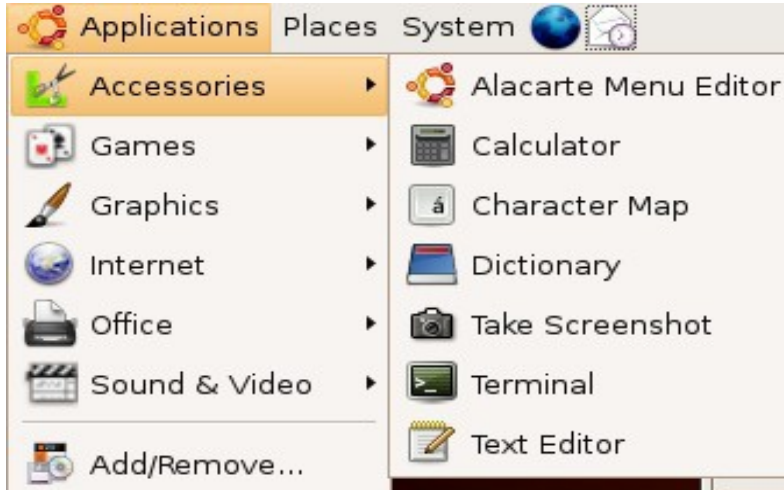 Applications Places System
Accessories
Games
Graphics
Internet
Office
Sound & Video
Add/Remove...
Alacarte Menu Editor
Calculator
á
Character Map
Dictionary
Take Screenshot
>_
Terminal
Text Editor